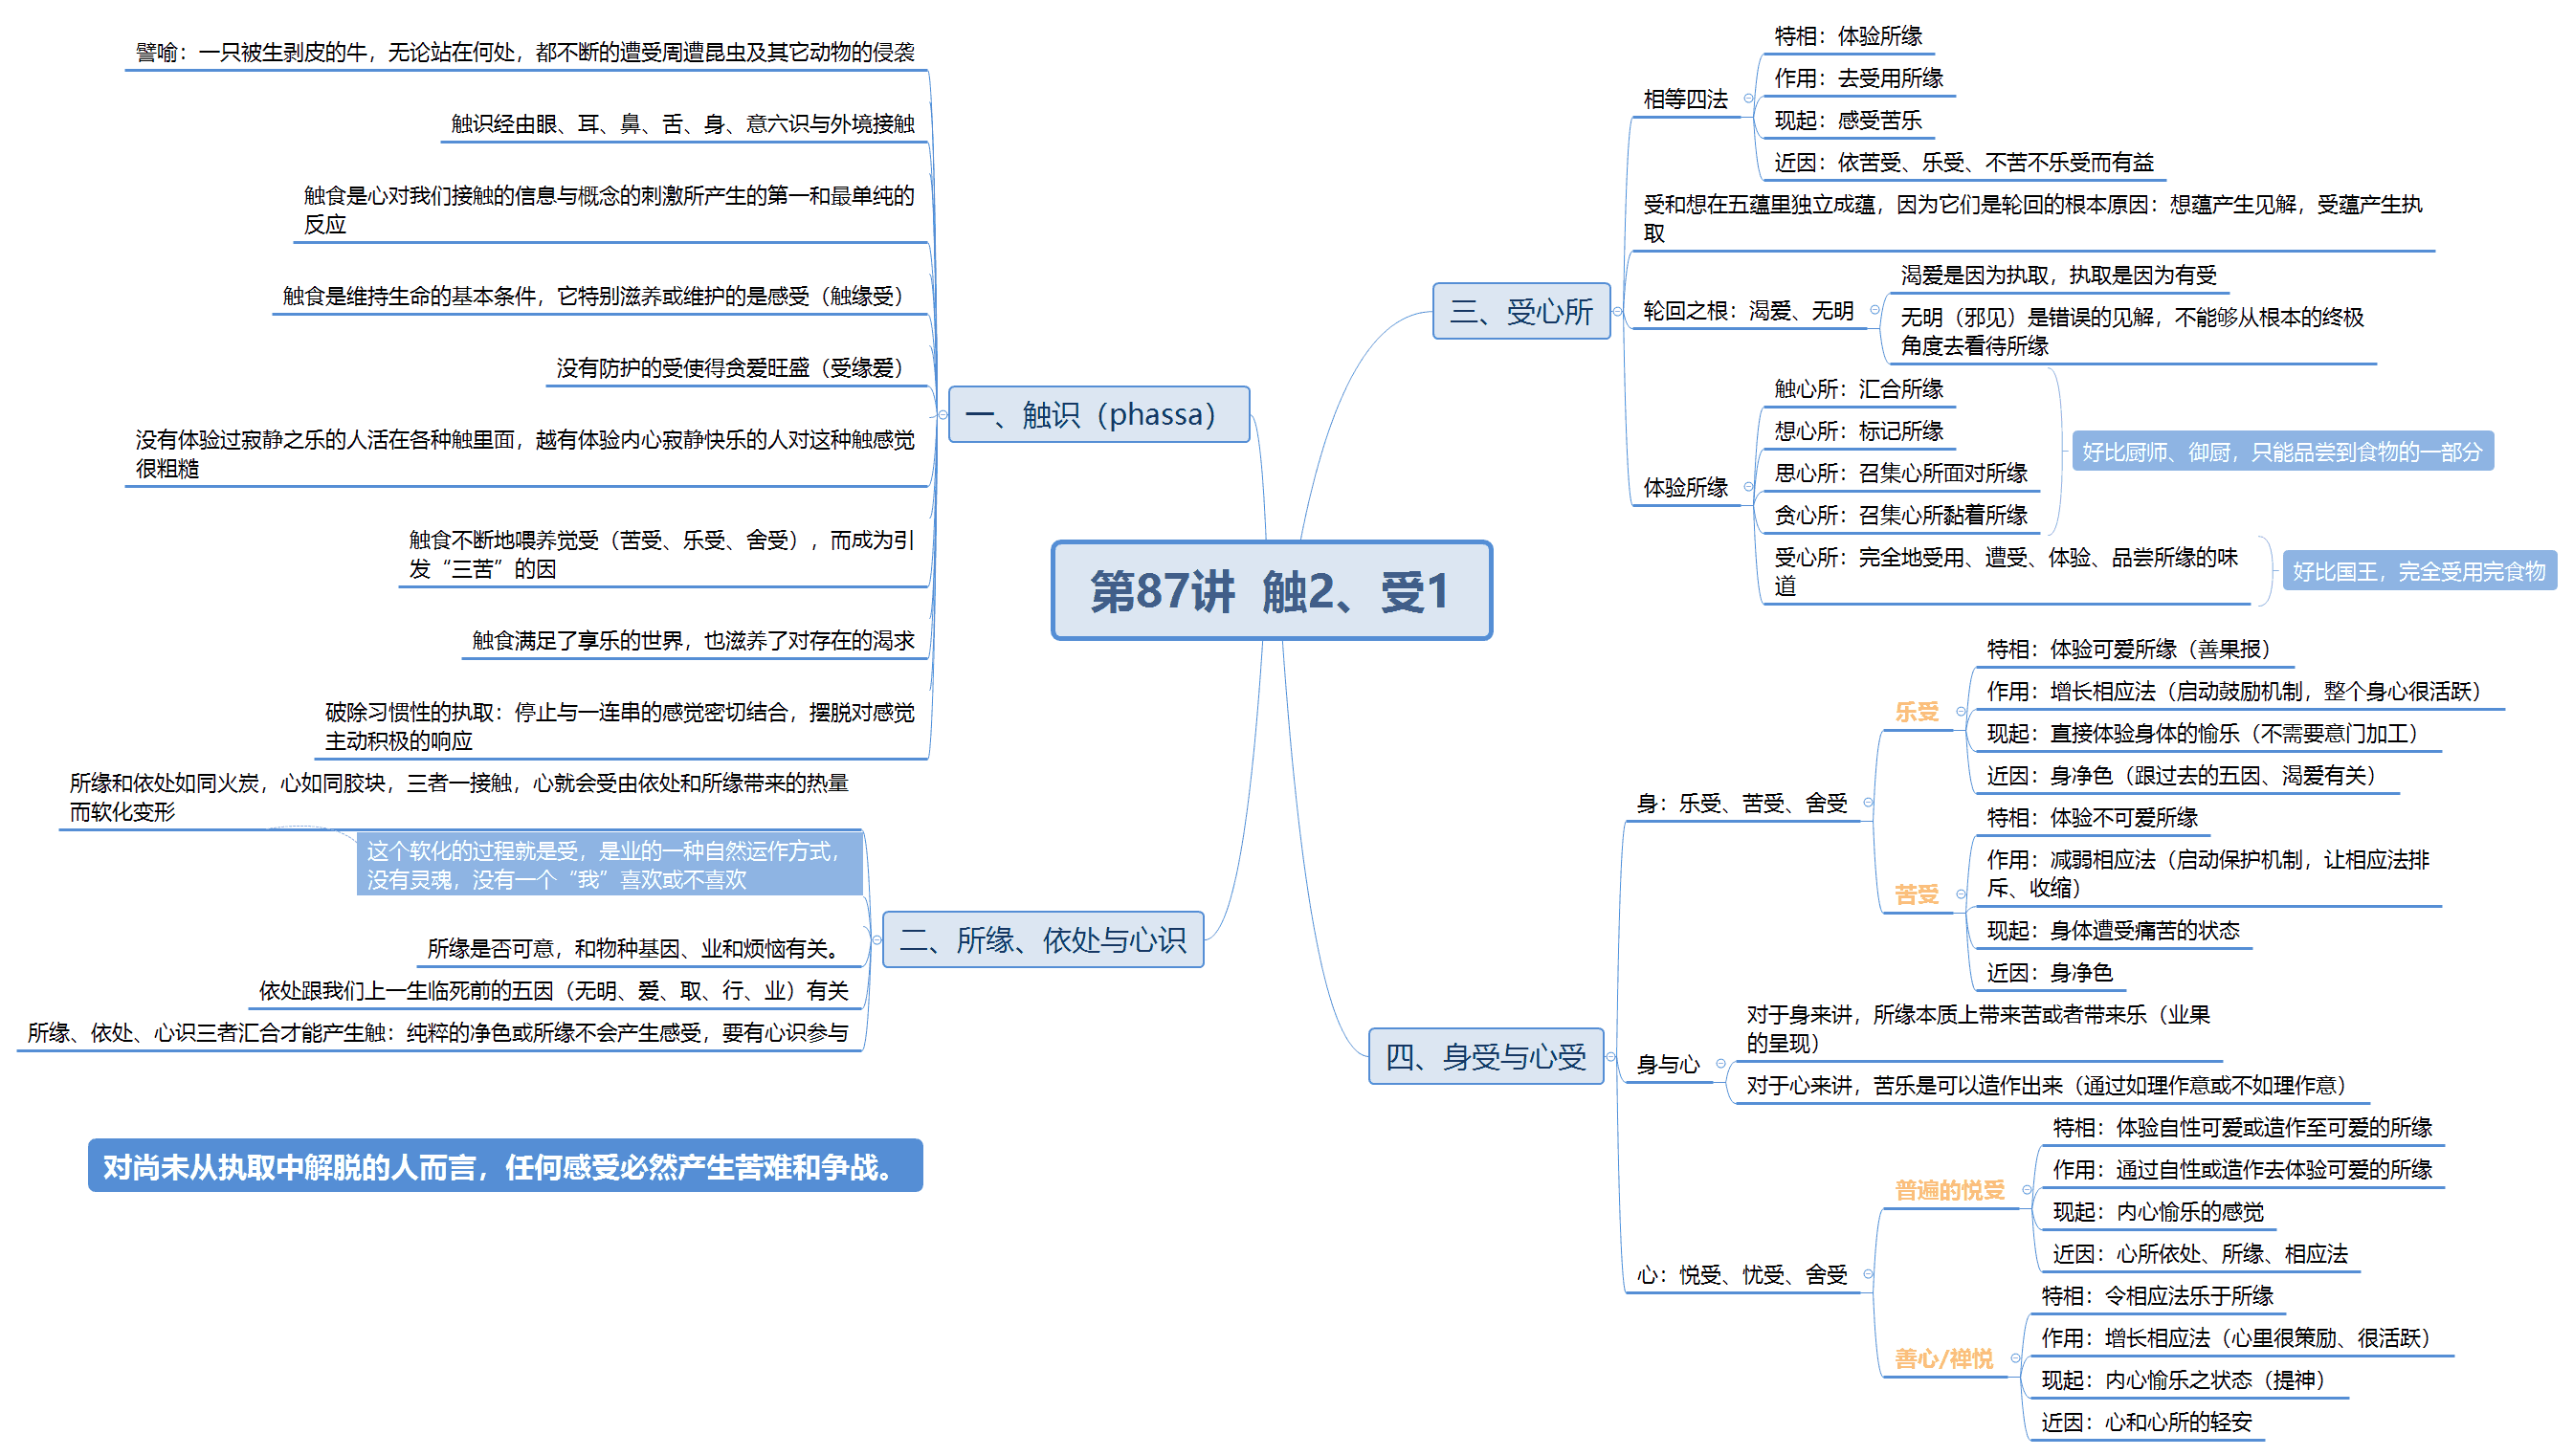 第87讲 触2、受1
一、触识（phassa）
譬喻：一只被生剥皮的牛，无论站在何处，都不断的遭受周遭昆虫及其它动物的侵袭
触识经由眼、耳、鼻、舌、身、意六识与外境接触
触食是心对我们接触的信息与概念的刺激所产生的第一和最单纯的
反应
触食是维持生命的基本条件，它特别滋养或维护的是感受（触缘受）
没有防护的受使得贪爱旺盛（受缘爱）
没有体验过寂静之乐的人活在各种触里面，越有体验内心寂静快乐的人对这种触感觉
很粗糙
触食不断地喂养觉受（苦受、乐受、舍受），而成为引
发“三苦”的因
触食满足了享乐的世界，也滋养了对存在的渴求
破除习惯性的执取：停止与一连串的感觉密切结合，摆脱对感觉
主动积极的响应
二、所缘、依处与心识
所缘和依处如同火炭，心如同胶块，三者一接触，心就会受由依处和所缘带来的热量
而软化变形
这个软化的过程就是受，是业的一种自然运作方式，
没有灵魂，没有一个“我”喜欢或不喜欢
所缘是否可意，和物种基因、业和烦恼有关。
依处跟我们上一生临死前的五因（无明、爱、取、行、业）有关
所缘、依处、心识三者汇合才能产生触：纯粹的净色或所缘不会产生感受，要有心识参与
三、受心所
相等四法
特相：体验所缘
作用：去受用所缘
现起：感受苦乐
近因：依苦受、乐受、不苦不乐受而有益
受和想在五蕴里独立成蕴，因为它们是轮回的根本原因：想蕴产生见解，受蕴产生执
取
轮回之根：渴爱、无明
渴爱是因为执取，执取是因为有受
无明（邪见）是错误的见解，不能够从根本的终极
角度去看待所缘
体验所缘
触心所：汇合所缘
想心所：标记所缘
思心所：召集心所面对所缘
贪心所：召集心所黏着所缘
好比厨师、御厨，只能品尝到食物的一部分
受心所：完全地受用、遭受、体验、品尝所缘的味
道
好比国王，完全受用完食物
四、身受与心受
身：乐受、苦受、舍受
乐受
特相：体验可爱所缘（善果报）
作用：增长相应法（启动鼓励机制，整个身心很活跃）
现起：直接体验身体的愉乐（不需要意门加工）
近因：身净色（跟过去的五因、渴爱有关）
苦受
特相：体验不可爱所缘
作用：减弱相应法（启动保护机制，让相应法排
斥、收缩）
现起：身体遭受痛苦的状态
近因：身净色
身与心
对于身来讲，所缘本质上带来苦或者带来乐（业果
的呈现）
对于心来讲，苦乐是可以造作出来（通过如理作意或不如理作意）
心：悦受、忧受、舍受
普遍的悦受
特相：体验自性可爱或造作至可爱的所缘
作用：通过自性或造作去体验可爱的所缘
现起：内心愉乐的感觉
近因：心所依处、所缘、相应法
善心/禅悦
特相：令相应法乐于所缘
作用：增长相应法（心里很策励、很活跃）
现起：内心愉乐之状态（提神）
近因：心和心所的轻安
对尚未从执取中解脱的人而言，任何感受必然产生苦难和争战。